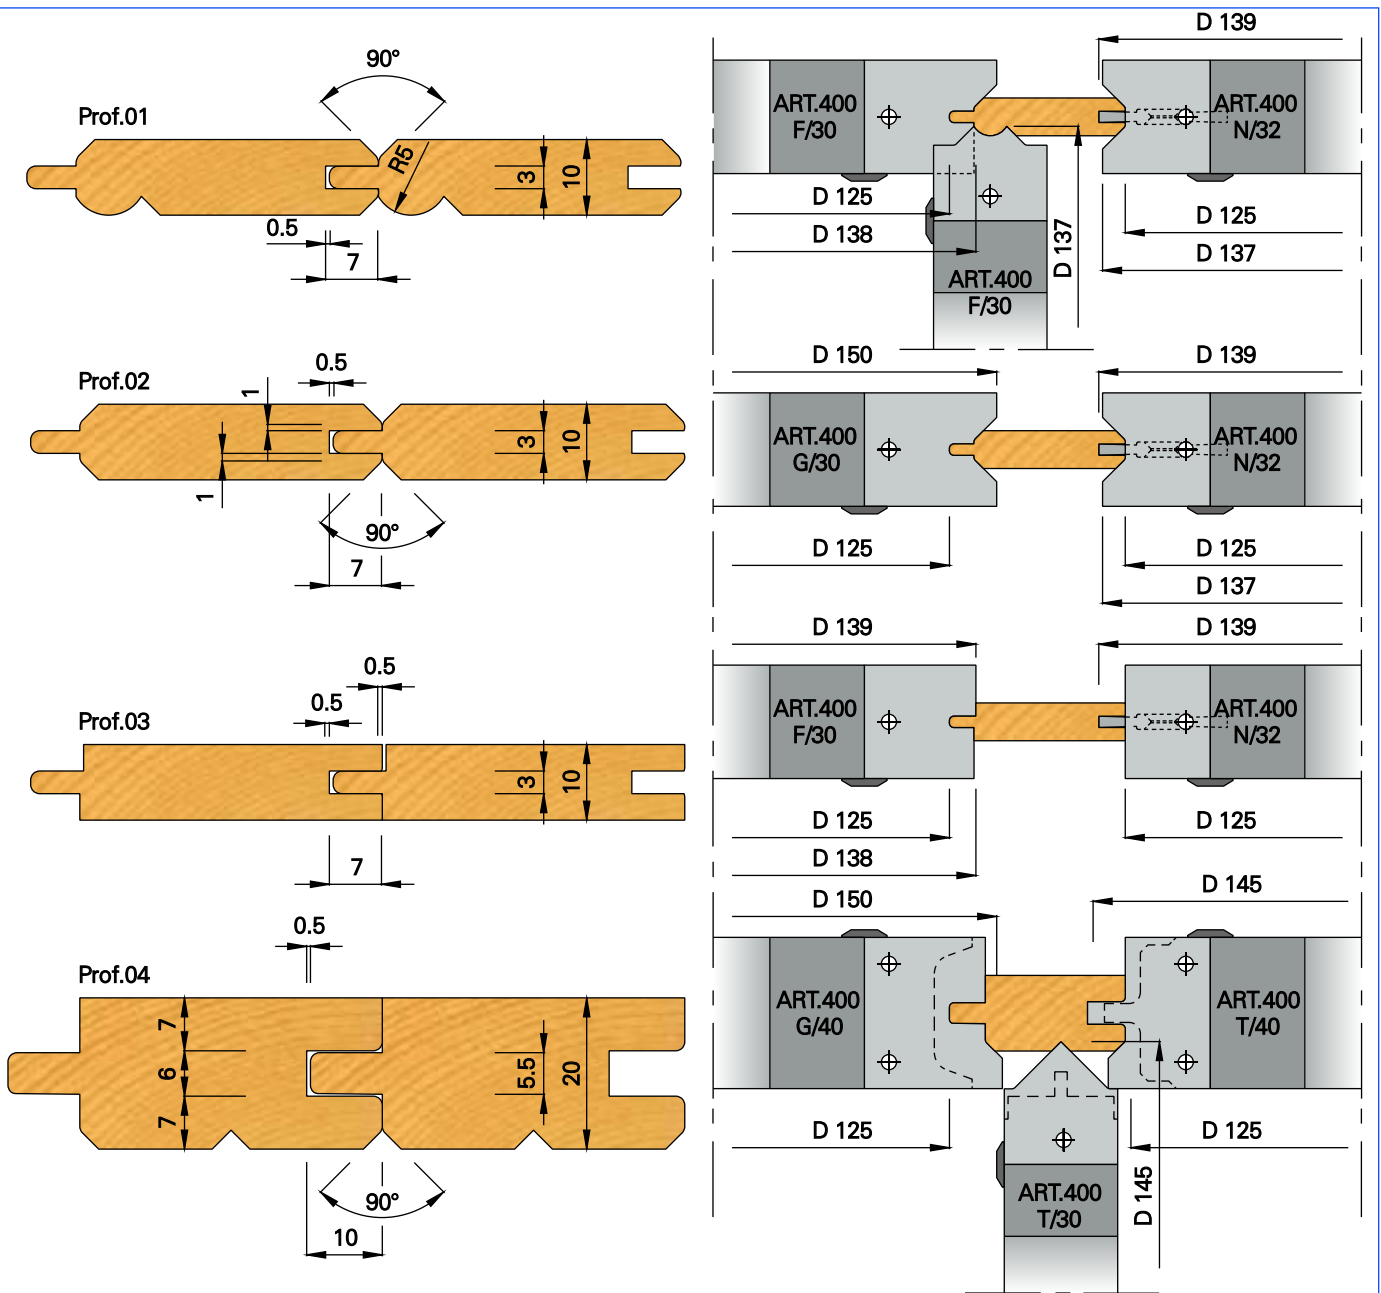 90°
Prof.01
R5
3
10
0.5
7
D 139
ART.400
F/30
ART.400
N/32
D 125
D 138
D 137
D 125
D 137
ART.400
F/30
Prof.02
0.5
1
1
3
10
90°
7
D 150
D 139
ART.400
G/30
ART.400
N/32
D 125
D 125
D 137
Prof.03
0.5
0.5
3
10
7
D 139
D 139
ART.400
F/30
ART.400
N/32
D 125
D 125
D 138
Prof.04
0.5
7
6
7
5.5
20
90°
10
D 150
D 145
ART.400
G/40
ART.400
T/40
D 125
D 125
D 145
ART.400
T/30